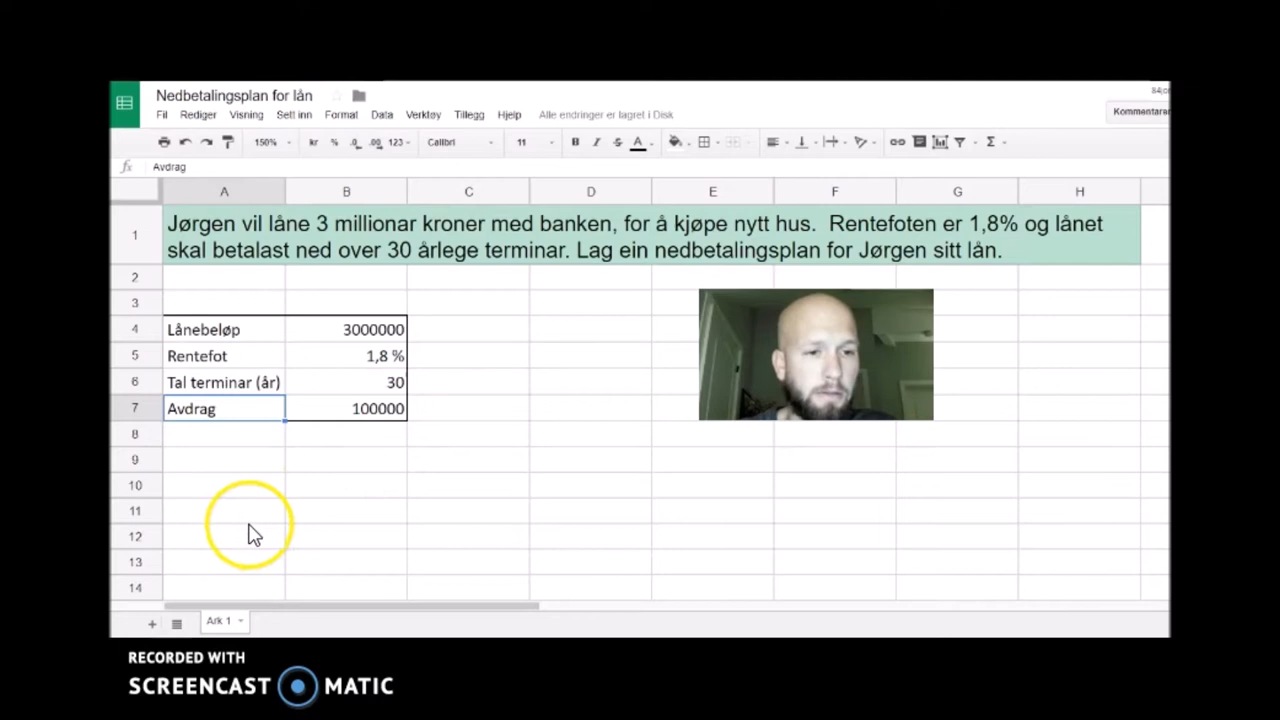 Nedbetalingsplan for lån
Fil Rediger Visning Sett inn Format Data Verktøy Tillegg Hjelp Alle endringer er lagret i Disk
Kommentarer
150% kr % .0 .00 123 Calibri 11 B I S A Σ
fx Avdrag
A B C D E F G H
1 Jørgen vil låne 3 millionar kroner med banken, for å kjøpe nytt hus. Rentefoten er 1,8% og lånet
skal betalast ned over 30 årlege terminar. Lag ein nedbetalingsplan for Jørgen sitt lån.
2
3
4 Lånebeløp 3000000
5 Rentefot 1,8 %
6 Tal terminar (år) 30
7 Avdrag 100000
8
9
10
11
12
13
14
+ Ark 1
RECORDED WITH
SCREENCAST MATIC